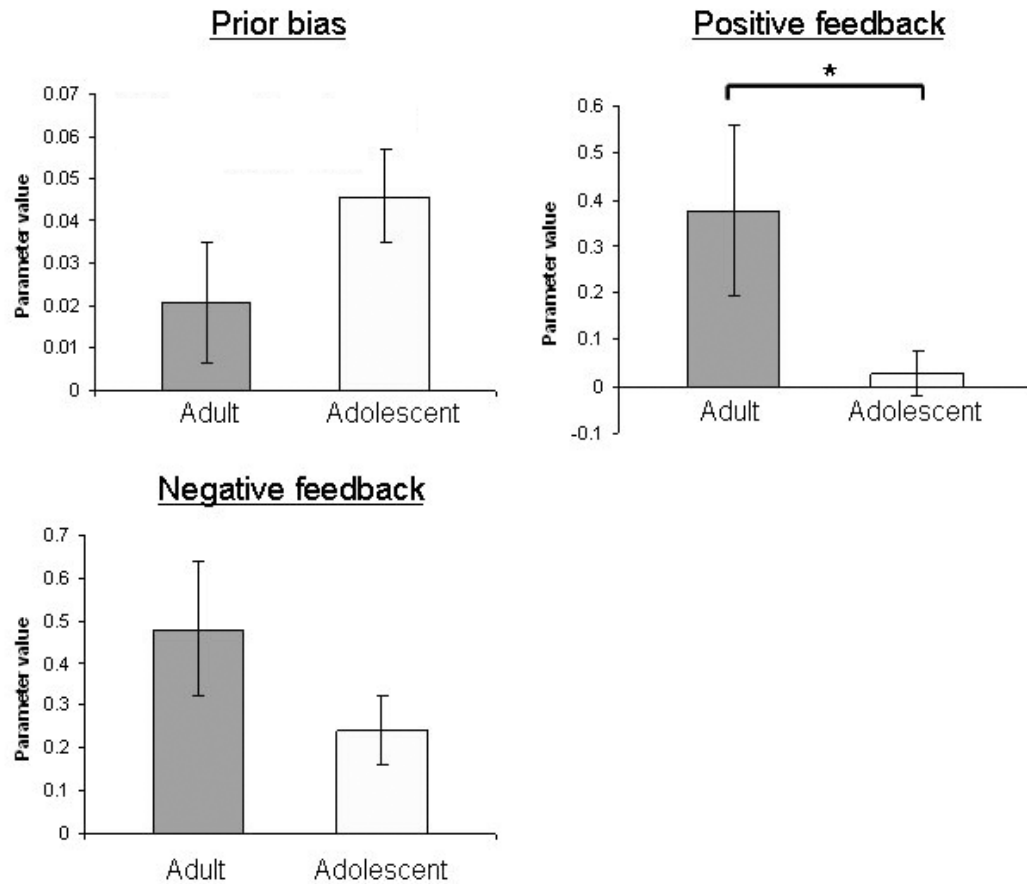 Prior bias
Parameter value
0.07
0.06
0.05
0.04
0.03
0.02
0.01
0
Adult Adolescent
Positive feedback
*
Parameter value
0.6
0.5
0.4
0.3
0.2
0.1
0
-0.1
Adult Adolescent
Negative feedback
Parameter value
0.7
0.6
0.5
0.4
0.3
0.2
0.1
0
Adult Adolescent